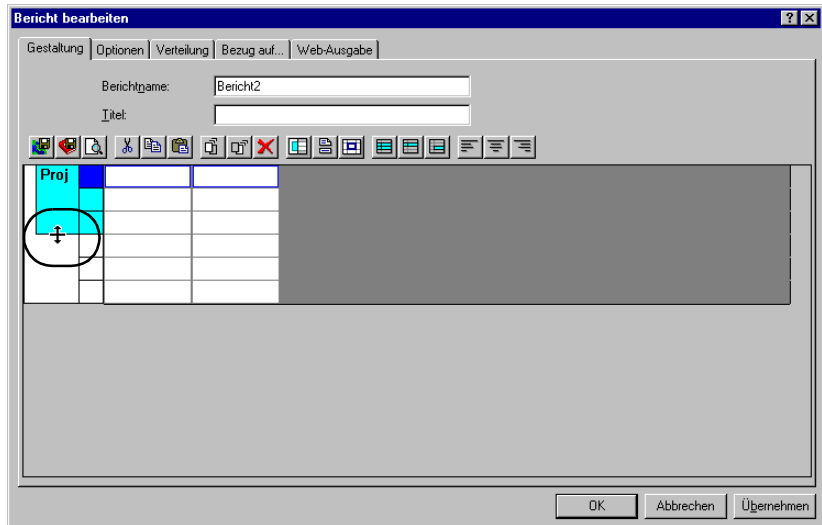 Bericht bearbeiten
Gestaltung Optionen Verteilung Bezug auf... Web-Ausgabe
Berichtname: Bericht2
Titel:
Proj
OK Abbrechen Übernehmen